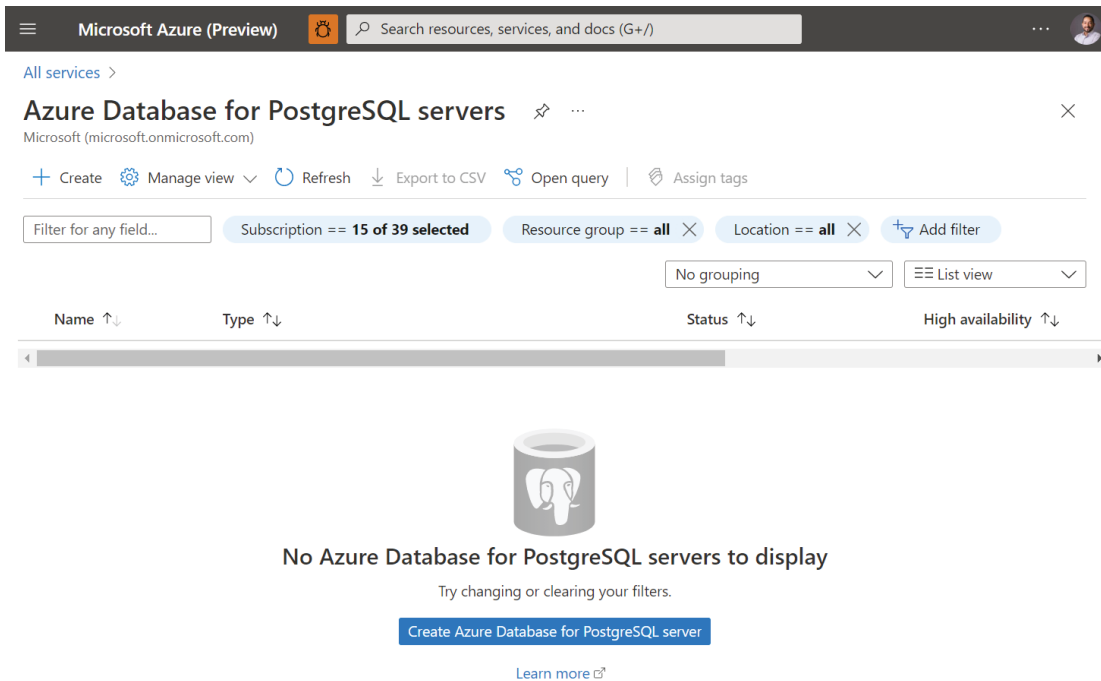 Microsoft Azure (Preview) Search resources, services, and docs (G+/) ...
All services >
Azure Database for PostgreSQL servers ...
Microsoft (microsoft.onmicrosoft.com)
Create Manage view Refresh Export to CSV Open query Assign tags
Filter for any field... Subscription == 15 of 39 selected Resource group == all Location == all Add filter
No grouping List view
Name Type Status High availability
No Azure Database for PostgreSQL servers to display
Try changing or clearing your filters.
Create Azure Database for PostgreSQL server
Learn more